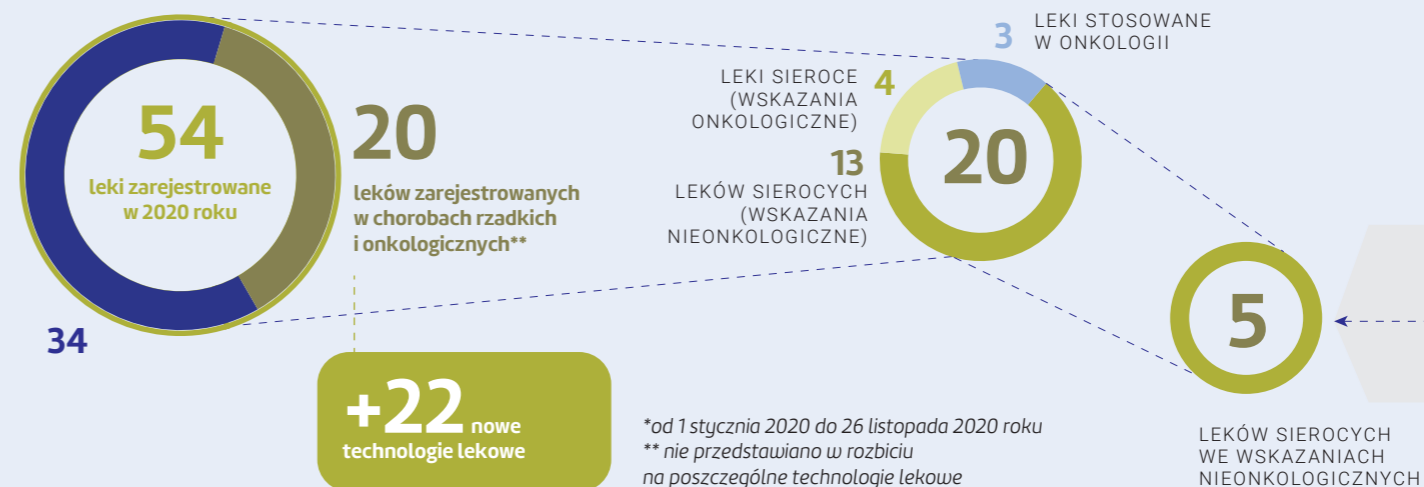 54
leki zarejestrowane
w 2020 roku
34
20
leków zarejestrowanych
w chorobach rzadkich
i onkologicznych**
+22 nowe
technologie lekowe
3
LEKI STOSOWANE
W ONKOLOGII
LEKI SIEROCE
(WSKAZANIA
ONKOLOGICZNE)
4
13
LEKÓW SIEROCYCH
(WSKAZANIA
NIEONKOLOGICZNE)
20
5
LEKÓW SIEROCYCH
WE WSKAZANIACH
NIEONKOLOGICZNYCH
*od 1 stycznia 2020 do 26 listopada 2020 roku
** nie przedstawiano w rozbiciu
na poszczególne technologie lekowe